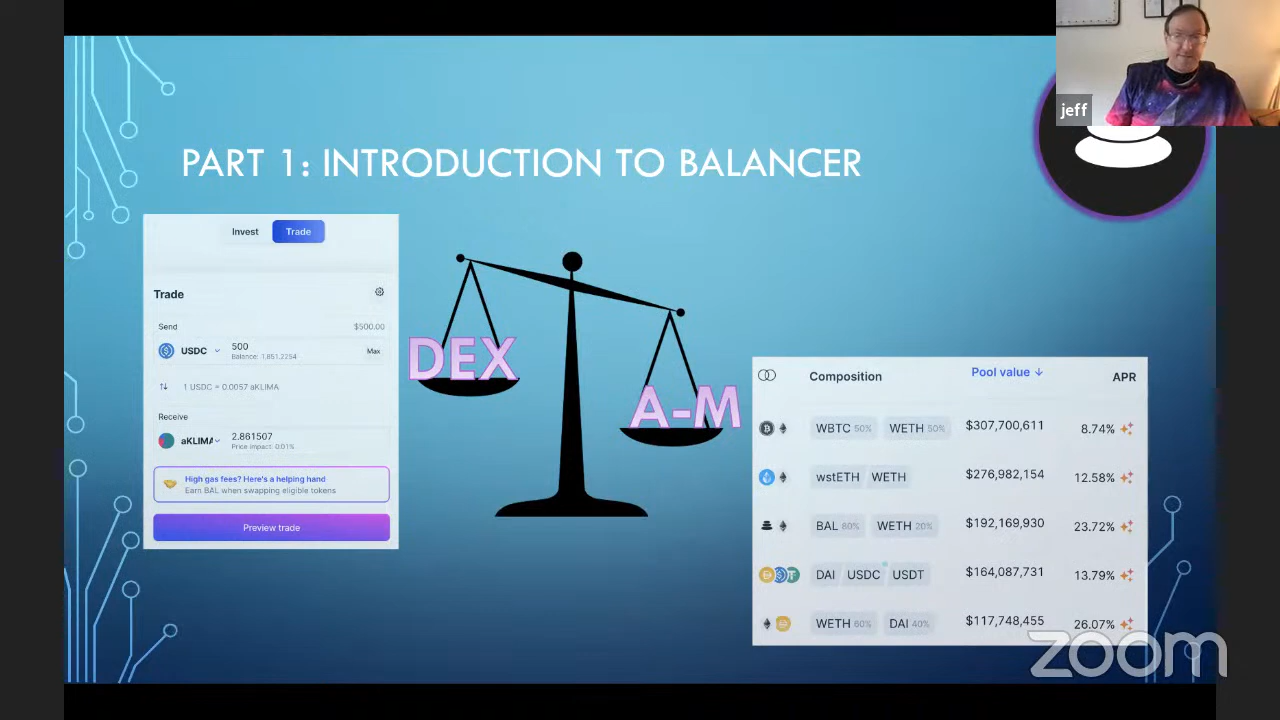 jeff
PART 1: INTRODUCTION TO BALANCER
Invest Trade
Trade
Send $500.00
USDC 500
Balance: 1,851.2254 Max
1 USDC = 0.0057 aKLIMA
Receive
aKLIMA 2.861507
Price impact: 0.01%
High gas fees? Here's a helping hand
Earn BAL when swapping eligible tokens
Preview trade
DEX
A-M
Composition Pool value ↓ APR
WBTC 50% WETH 50% $307,700,611 8.74%
wstETH WETH $276,982,154 12.58%
BAL 80% WETH 20% $192,169,930 23.72%
DAI USDC USDT $164,087,731 13.79%
WETH 60% DAI 40% $117,748,455 26.07%
zoom